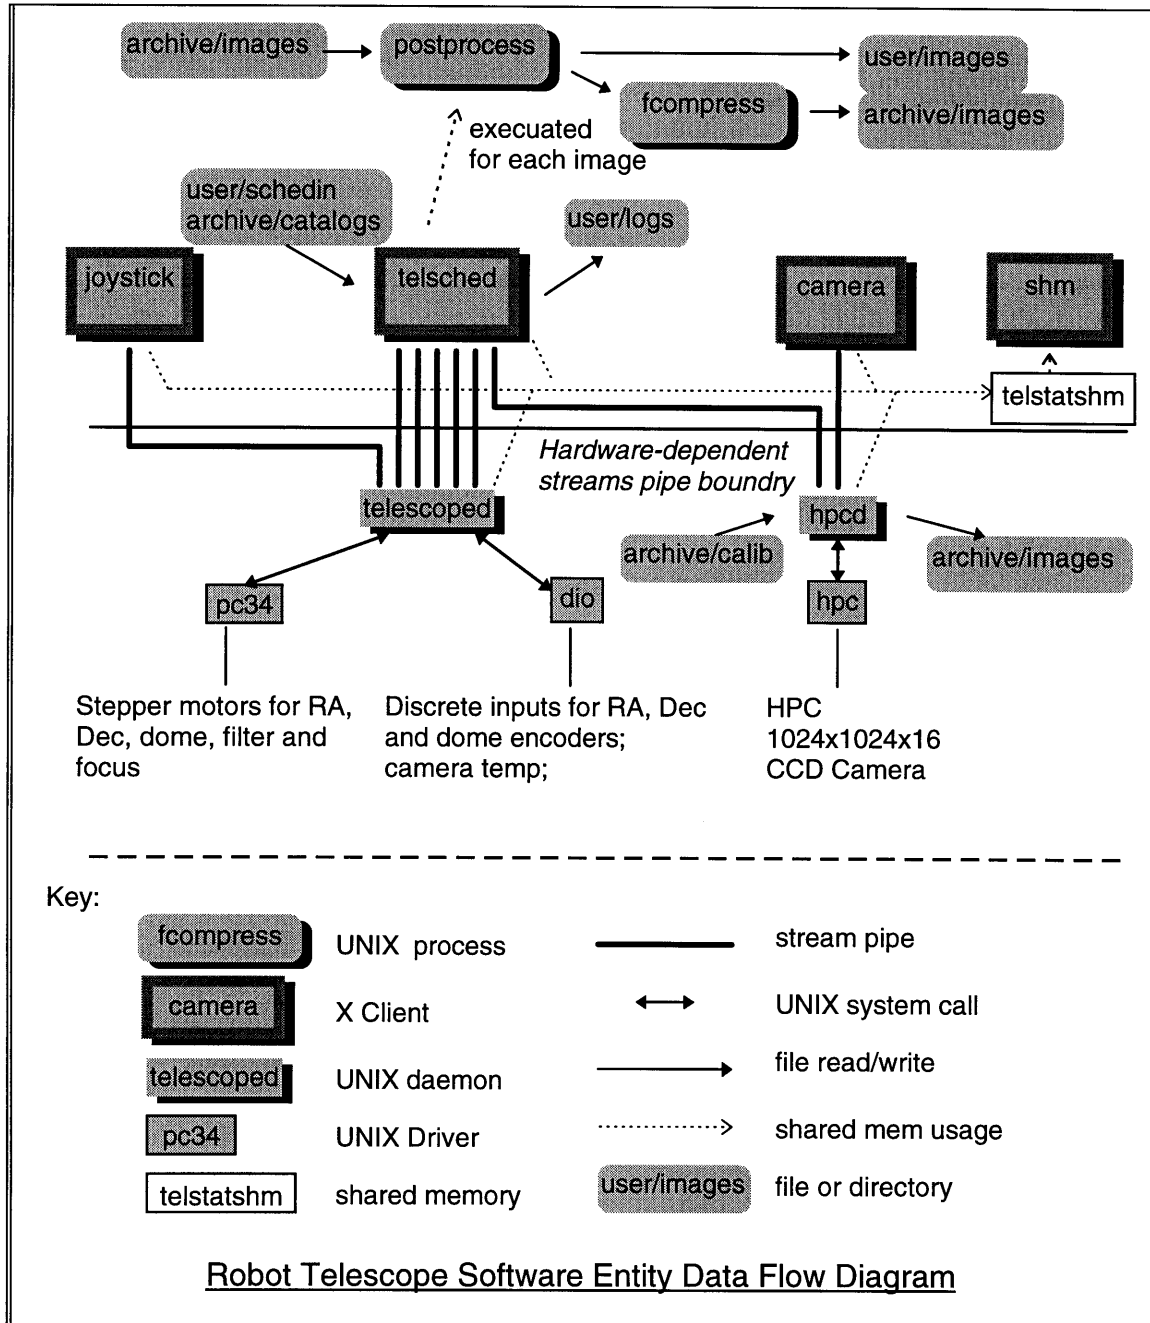 archive/images
postprocess
user/images
fcompress
archive/images
execuated
for each image
user/schedin
archive/catalogs
user/logs
joystick
telsched
camera
shm
telstatshm
Hardware-dependent
streams pipe boundry
telescoped
hpcd
archive/calib
archive/images
pc34
dio
hpc
Stepper motors for RA,
Dec, dome, filter and
focus
Discrete inputs for RA, Dec
and dome encoders;
camera temp;
HPC
1024x1024x16
CCD Camera
Key:
fcompress
UNIX process
stream pipe
camera
X Client
UNIX system call
telescoped
UNIX daemon
file read/write
pc34
UNIX Driver
shared mem usage
telstatshm
shared memory
user/images
file or directory
Robot Telescope Software Entity Data Flow Diagram